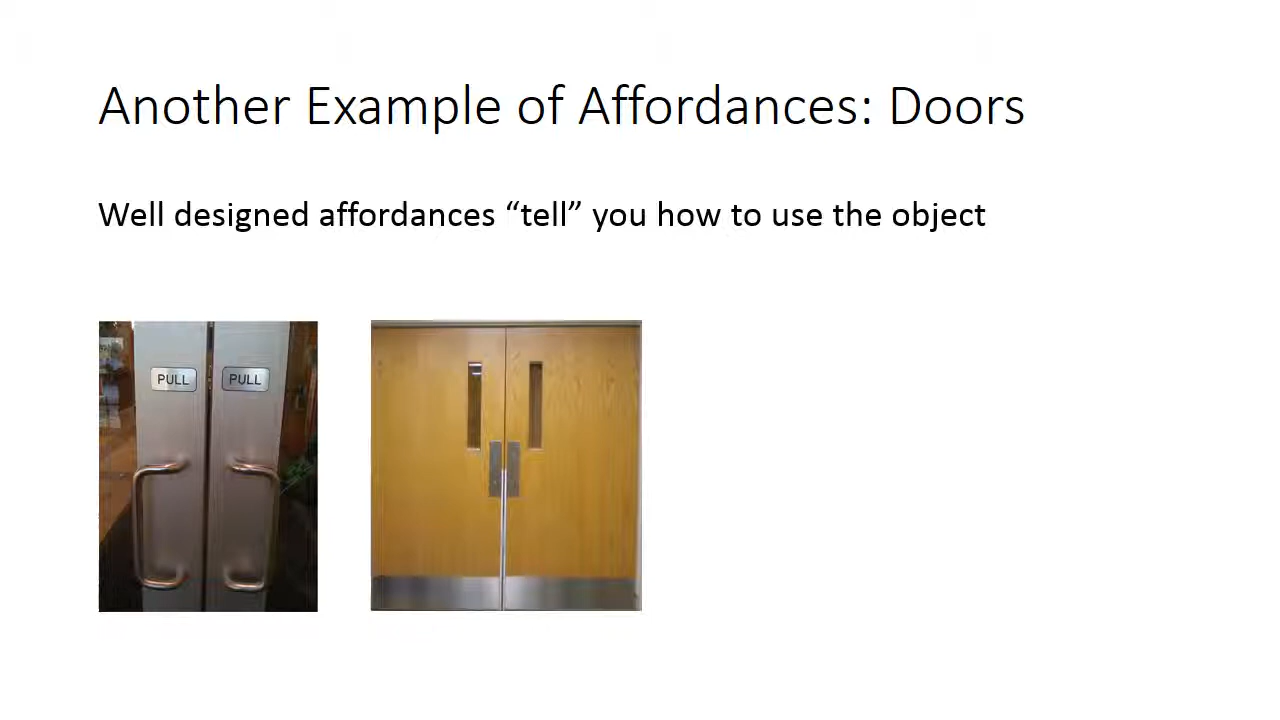 Another Example of Affordances: Doors
Well designed affordances “tell” you how to use the object
PULL PULL